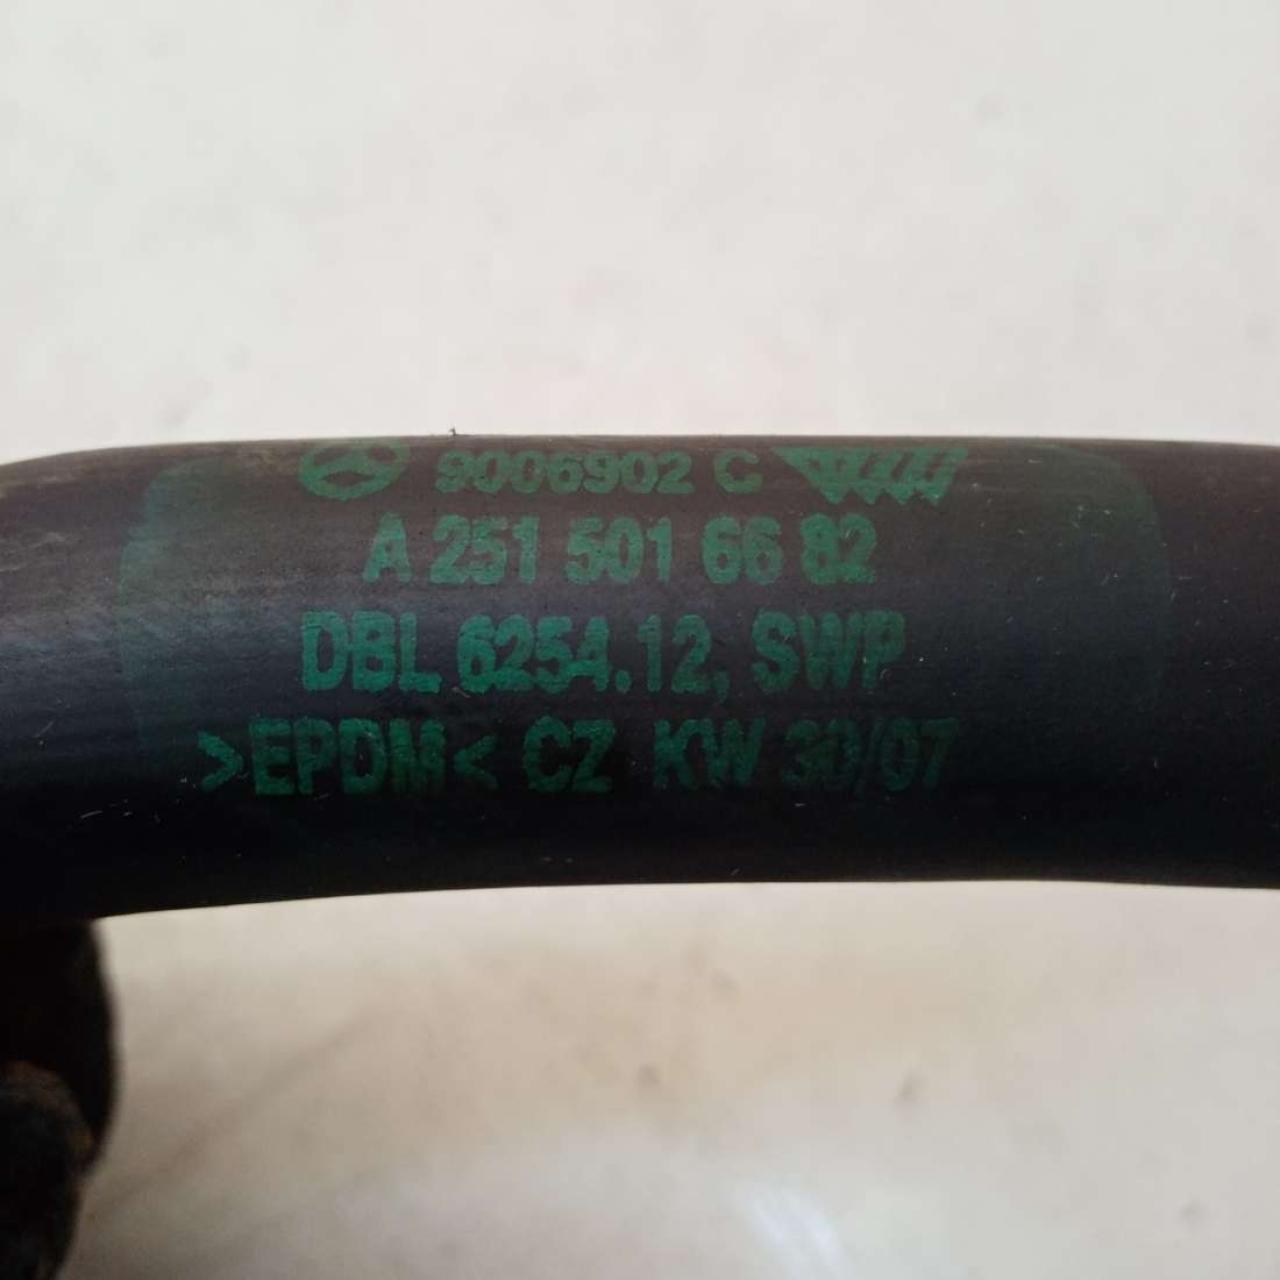 9006902 C
A 251 501 66 82
DBL 6254.12, SWP
>EPDM< CZ KW 30/07